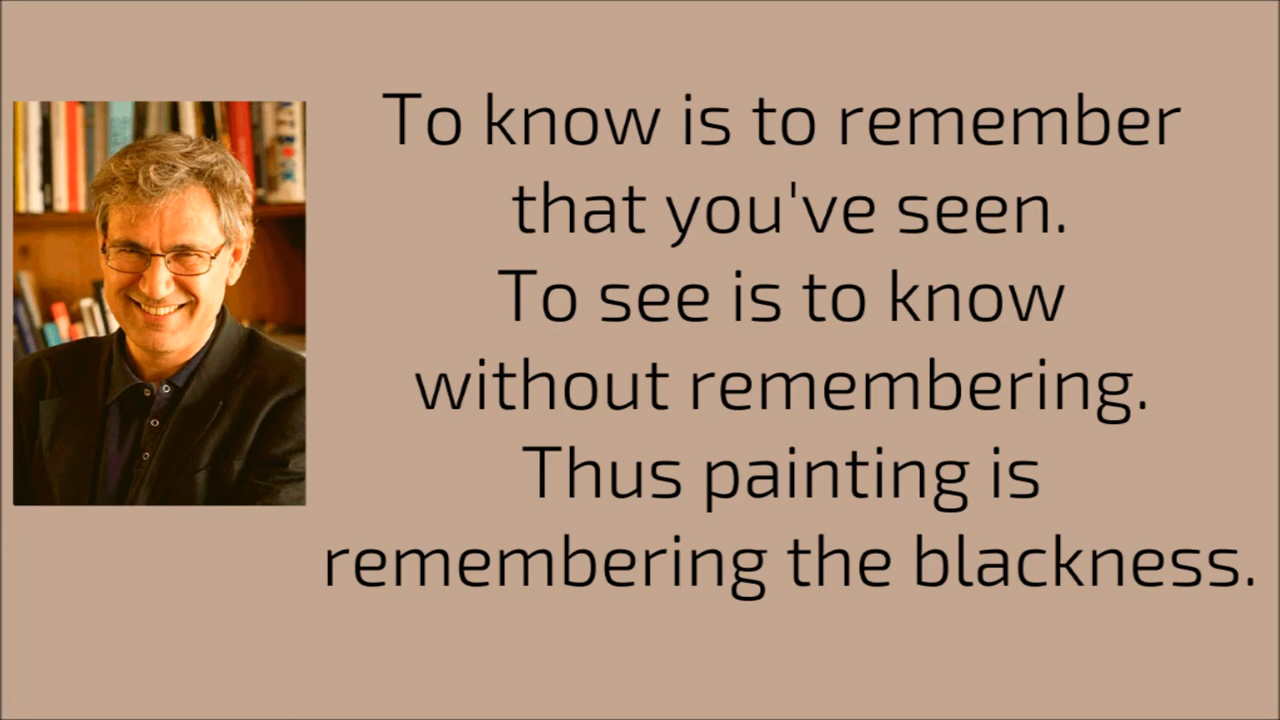 To know is to remember
that you've seen.
To see is to know
without remembering.
Thus painting is
remembering the blackness.